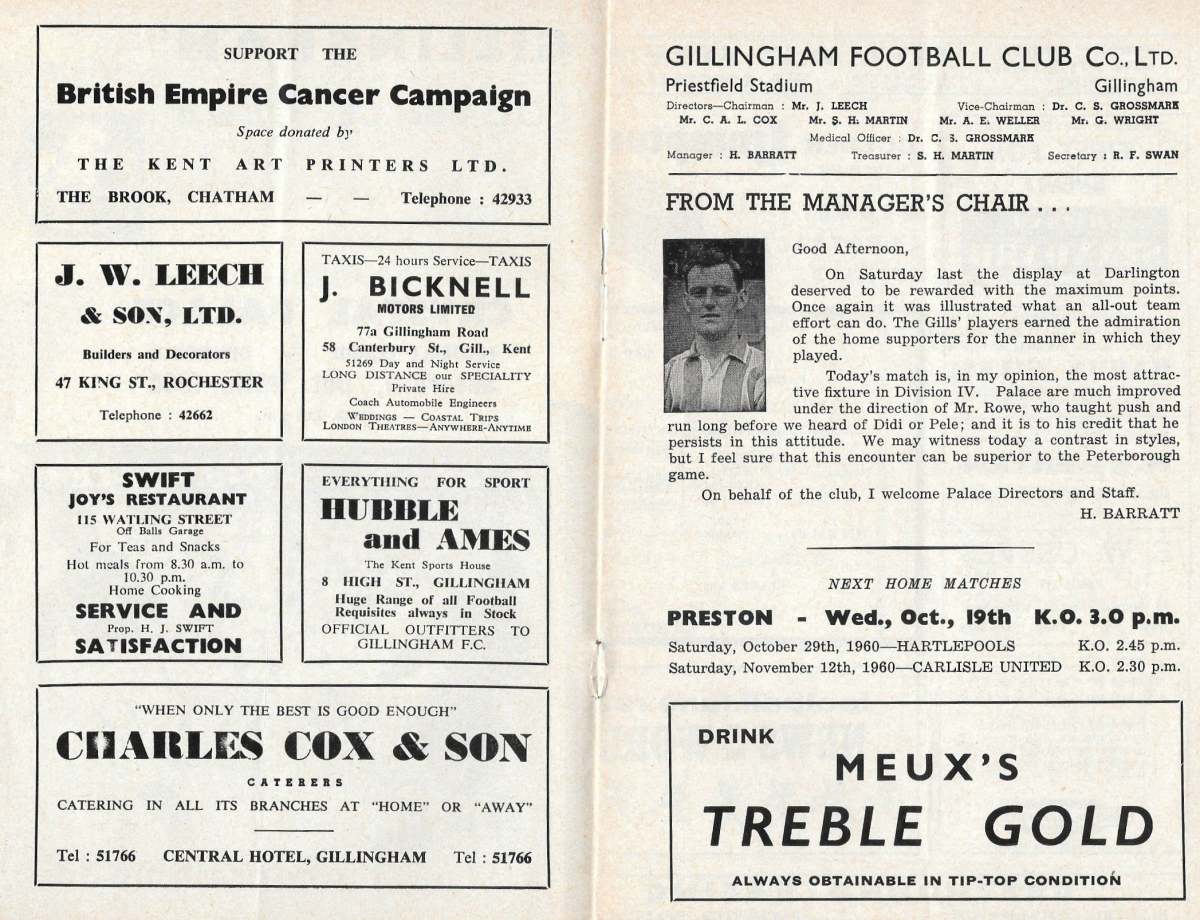 SUPPORT THE
British Empire Cancer Campaign
Space donated by
THE KENT ART PRINTERS LTD.
THE BROOK, CHATHAM — — Telephone : 42933
J. W. LEECH
& SON, LTD.
Builders and Decorators
47 KING ST., ROCHESTER
Telephone : 42662
TAXIS—24 hours Service—TAXIS
J. BICKNELL
MOTORS LIMITED
77a Gillingham Road
58 Canterbury St., Gill., Kent
51269 Day and Night Service
LONG DISTANCE our SPECIALITY
Private Hire
Coach Automobile Engineers
WEDDINGS — COASTAL TRIPS
LONDON THEATRES—ANYWHERE-ANYTIME
SWIFT
JOY'S RESTAURANT
115 WATLING STREET
Off Balls Garage
For Teas and Snacks
Hot meals from 8.30 a.m. to
10.30 p.m.
Home Cooking
SERVICE AND
Prop. H. J. SWIFT
SATISFACTION
EVERYTHING FOR SPORT
HUBBLE
and AMES
The Kent Sports House
8 HIGH ST., GILLINGHAM
Huge Range of all Football
Requisites always in Stock
OFFICIAL OUTFITTERS TO
GILLINGHAM F.C.
"WHEN ONLY THE BEST IS GOOD ENOUGH"
CHARLES COX & SON
CATERERS
CATERING IN ALL ITS BRANCHES AT "HOME" OR "AWAY"
Tel : 51766 CENTRAL HOTEL, GILLINGHAM Tel : 51766
GILLINGHAM FOOTBALL CLUB CO., LTD.
Priestfield Stadium Gillingham
Directors—Chairman : Mr. J. LEECH Vice-Chairman : Dr. C. S. GROSSMARK
Mr. C. A. L. COX Mr. S. H. MARTIN Mr. A. E. WELLER Mr. G. WRIGHT
Medical Officer : Dr. C. S. GROSSMARK
Manager : H. BARRATT Treasurer : S. H. MARTIN Secretary : R. F. SWAN
FROM THE MANAGER'S CHAIR . . .
Good Afternoon,
On Saturday last the display at Darlington
deserved to be rewarded with the maximum points.
Once again it was illustrated what an all-out team
effort can do. The Gills' players earned the admiration
of the home supporters for the manner in which they
played.
Today's match is, in my opinion, the most attrac-
tive fixture in Division IV. Palace are much improved
under the direction of Mr. Rowe, who taught push and
run long before we heard of Didi or Pele; and it is to his credit that he
persists in this attitude. We may witness today a contrast in styles,
but I feel sure that this encounter can be superior to the Peterborough
game.
On behalf of the club, I welcome Palace Directors and Staff.
H. BARRATT
NEXT HOME MATCHES
PRESTON - Wed., Oct., 19th K.O. 3.0 p.m.
Saturday, October 29th, 1960—HARTLEPOOLS K.O. 2.45 p.m.
Saturday, November 12th, 1960—CARLISLE UNITED K.O. 2.30 p.m.
DRINK
MEUX'S
TREBLE GOLD
ALWAYS OBTAINABLE IN TIP-TOP CONDITION